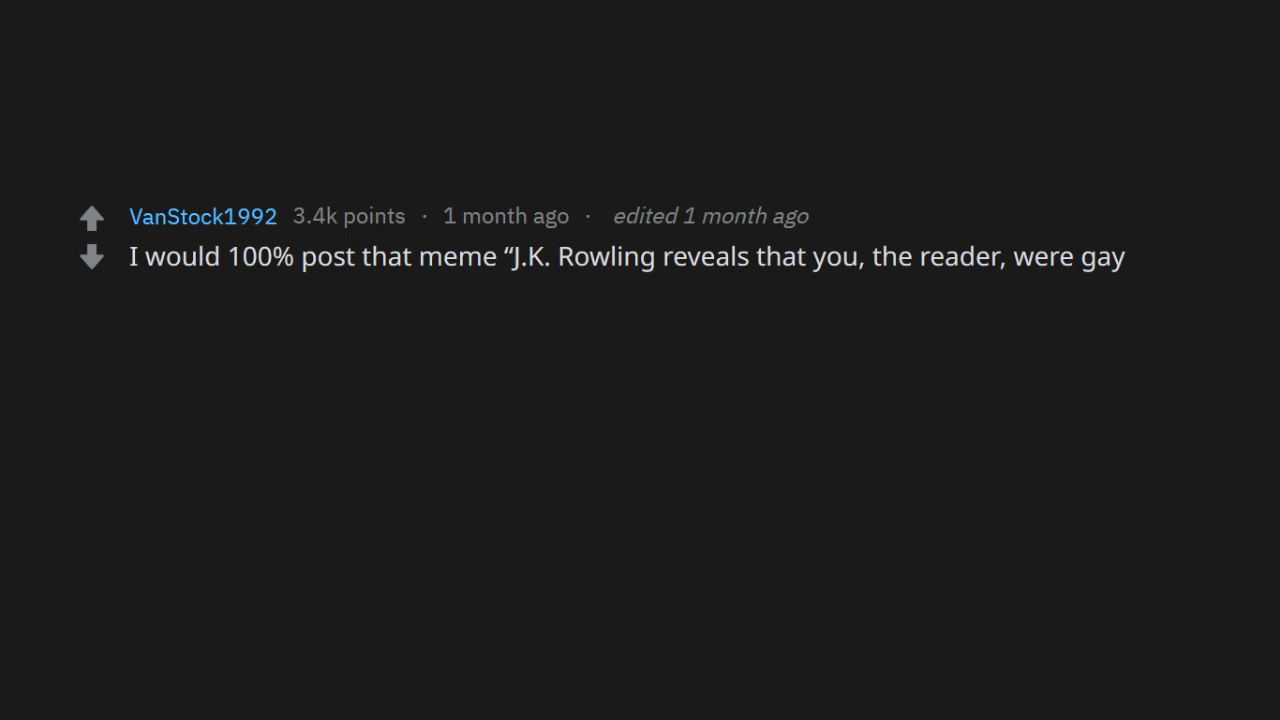 VanStock1992 3.4k points · 1 month ago · edited 1 month ago
I would 100% post that meme “J.K. Rowling reveals that you, the reader, were gay